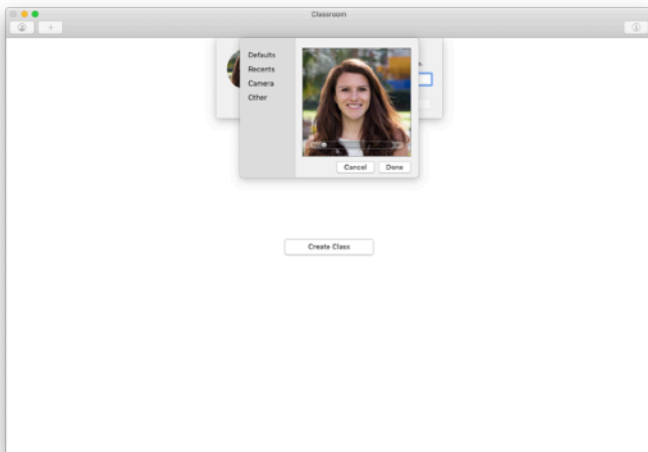 Classroom
Defaults
Recents
Camera
Other
Cancel Done
Create Class